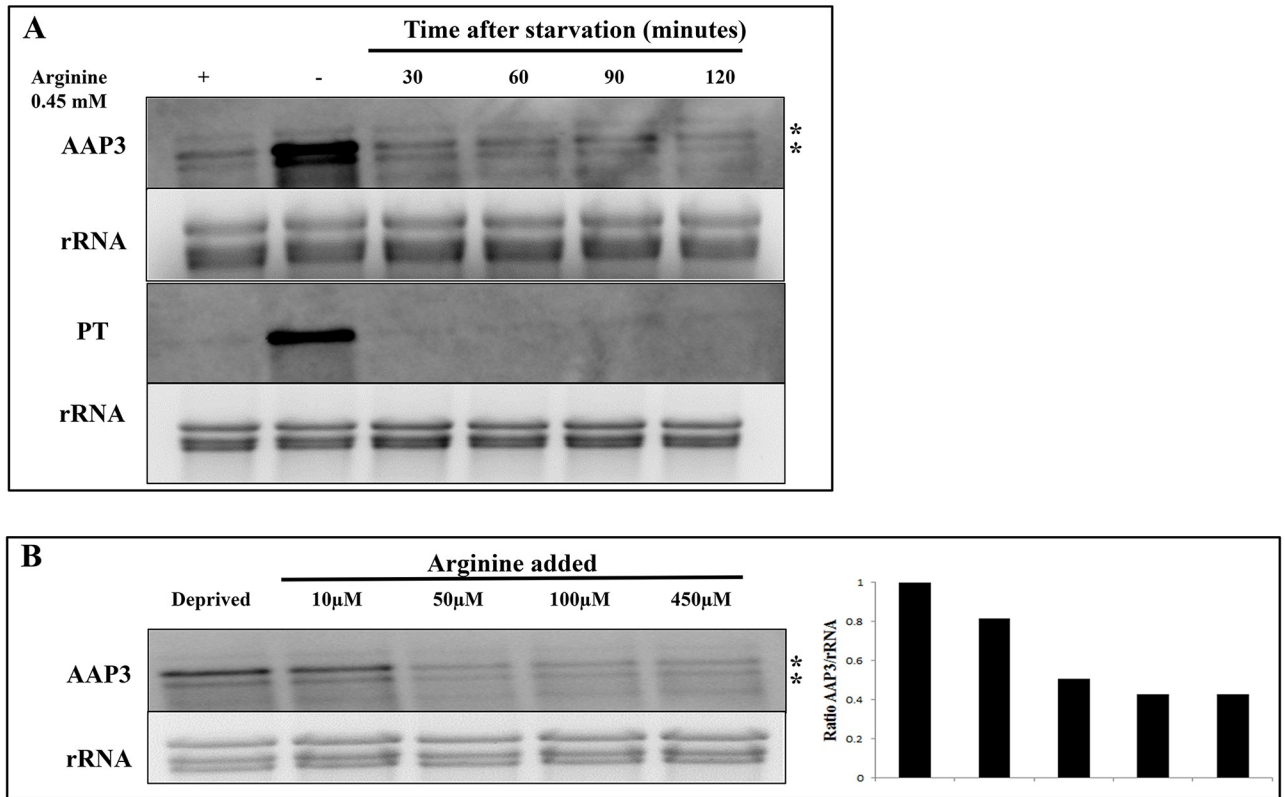 A
Time after starvation (minutes)
Arginine + - 30 60 90 120
0.45 mM
AAP3
*
*
rRNA
PT
rRNA
B
Arginine added
Deprived 10µM 50µM 100µM 450µM
AAP3
*
*
rRNA
Ratio AAP3/rRNA
1
0.8
0.6
0.4
0.2
0